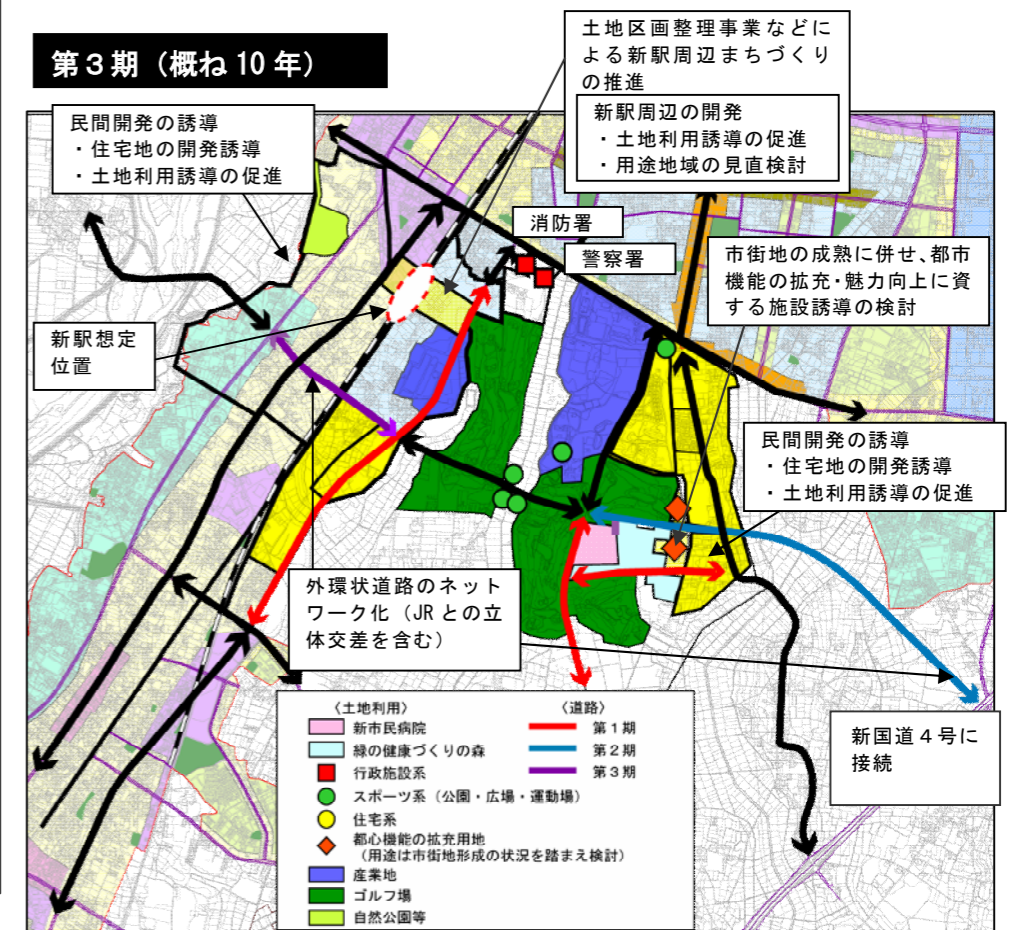 第３期（概ね 10 年）
土地区画整理事業などに
よる新駅周辺まちづくり
の推進
新駅周辺の開発
・土地利用誘導の促進
・用途地域の見直検討
民間開発の誘導
・住宅地の開発誘導
・土地利用誘導の促進
消防署
警察署
市街地の成熟に併せ、都市
機能の拡充・魅力向上に資
する施設誘導の検討
新駅想定
位置
民間開発の誘導
・住宅地の開発誘導
・土地利用誘導の促進
外環状道路のネット
ワーク化（JR との立
体交差を含む）
新国道４号に
接続
〈土地利用〉
新市民病院
緑の健康づくりの森
行政施設系
スポーツ系（公園・広場・運動場）
住宅系
都心機能の拡充用地
（用途は市街地形成の状況を踏まえ検討）
産業地
ゴルフ場
自然公園等
〈道路〉
第１期
第２期
第３期